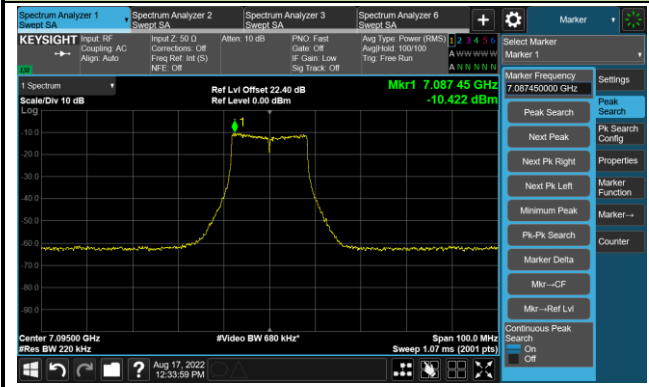 Spectrum Analyzer 1
Swept SA
Spectrum Analyzer 2
Swept SA
Spectrum Analyzer 3
Swept SA
Spectrum Analyzer 6
Swept SA
+
Marker
KEYSIGHT
Input: RF
Coupling: AC
Align: Auto
Input Z: 50 Ω
Corrections: Off
Freq Ref: Int (S)
NFE: Off
Atten: 10 dB
PNO: Fast
Gate: Off
IF Gain: Low
Sig Track: Off
Avg Type: Power (RMS)
Avg|Hold: 100/100
Trig: Free Run
1 2 3 4 5 6
A W W W W W
A N N N N N
LXI
1 Spectrum
Scale/Div 10 dB
Log
Ref Lvl Offset 22.40 dB
Ref Level 0.00 dBm
Mkr1 7.087 45 GHz
-10.422 dBm
1
-10.0
-20.0
-30.0
-40.0
-50.0
-60.0
-70.0
-80.0
-90.0
Center 7.09500 GHz
#Res BW 220 kHz
#Video BW 680 kHz*
Span 100.0 MHz
Sweep 1.07 ms (2001 pts)
Select Marker
Marker 1
Marker Frequency
7.087450000 GHz
Peak Search
Next Peak
Next Pk Right
Next Pk Left
Minimum Peak
Pk-Pk Search
Marker Delta
Mkr→CF
Mkr→Ref Lvl
Continuous Peak
Search
On
Off
Settings
Peak
Search
Pk Search
Config
Properties
Marker
Function
Marker→
Counter
?
Aug 17, 2022
12:33:59 PM